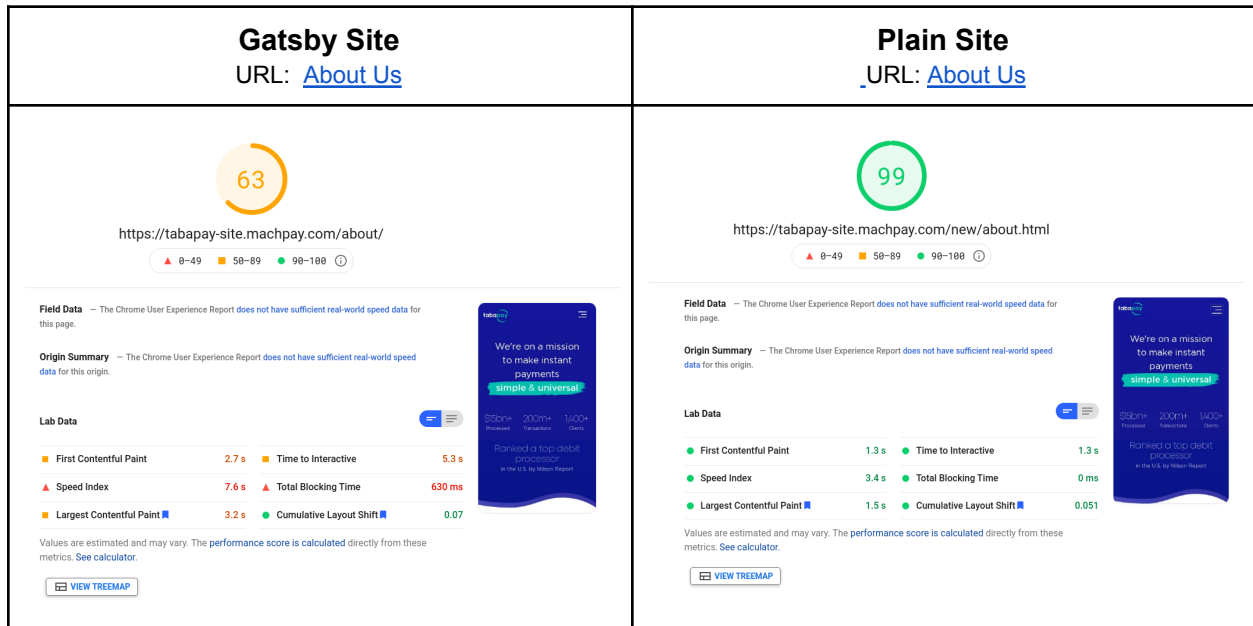 Gatsby Site
URL: About Us
63
https://tabapay-site.machpay.com/about/
0–49 50–89 90–100
Field Data — The Chrome User Experience Report does not have sufficient real-world speed data for
this page.
Origin Summary — The Chrome User Experience Report does not have sufficient real-world speed
data for this origin.
Lab Data
First Contentful Paint 2.7 s Time to Interactive 5.3 s
Speed Index 7.6 s Total Blocking Time 630 ms
Largest Contentful Paint 3.2 s Cumulative Layout Shift 0.07
Values are estimated and may vary. The performance score is calculated directly from these
metrics. See calculator.
VIEW TREEMAP
tabapay
We're on a mission
to make instant
payments
simple & universal
$15bn+ 200m+ 1,400+
Processed Transactions Clients
Ranked a top debit
processor
in the U.S. by Nilson Report
Plain Site
URL: About Us
99
https://tabapay-site.machpay.com/new/about.html
0–49 50–89 90–100
Field Data — The Chrome User Experience Report does not have sufficient real-world speed data for
this page.
Origin Summary — The Chrome User Experience Report does not have sufficient real-world speed
data for this origin.
Lab Data
First Contentful Paint 1.3 s Time to Interactive 1.3 s
Speed Index 3.4 s Total Blocking Time 0 ms
Largest Contentful Paint 1.5 s Cumulative Layout Shift 0.051
Values are estimated and may vary. The performance score is calculated directly from these
metrics. See calculator.
VIEW TREEMAP
tabapay
We're on a mission
to make instant
payments
simple & universal
$15bn+ 200m+ 1,400+
Processed Transactions Clients
Ranked a top debit
processor
in the U.S. by Nilson Report